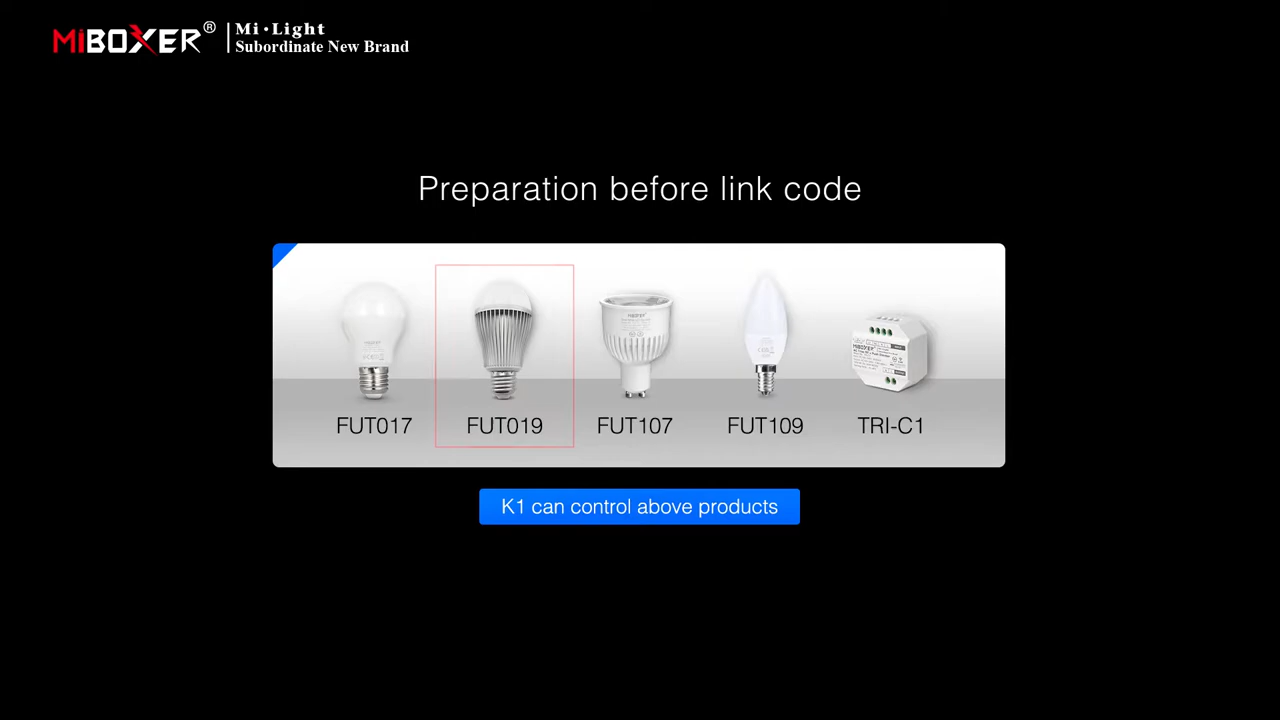 MiBOXER® | Mi·Light
Subordinate New Brand
Preparation before link code
FUT017 FUT019 FUT107 FUT109 TRI-C1
K1 can control above products